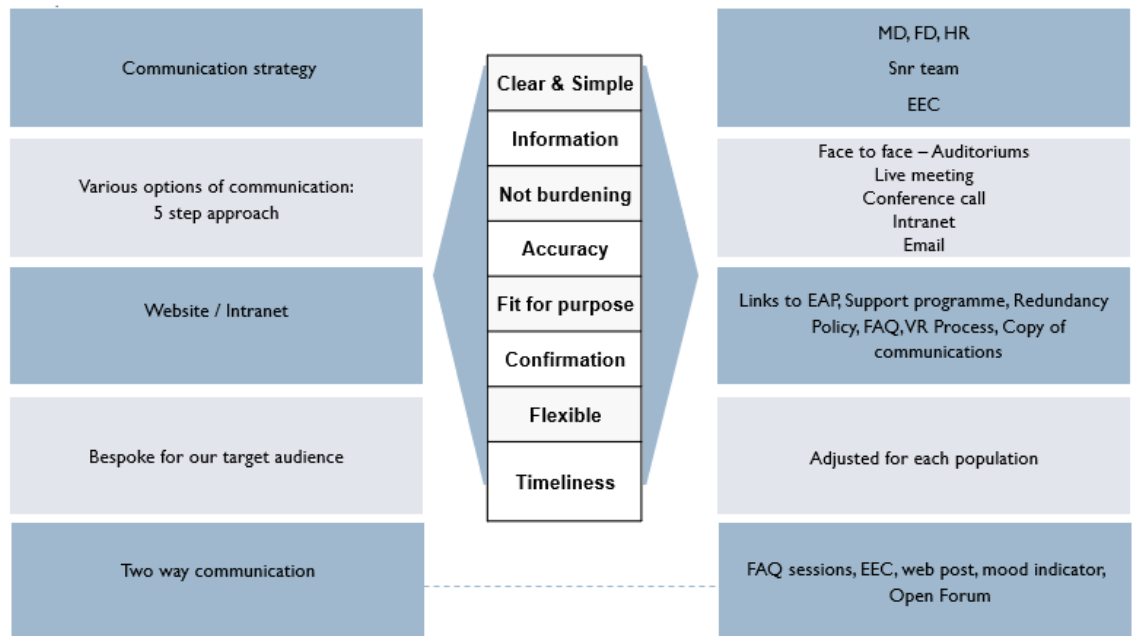 Communication strategy
Various options of communication:
5 step approach
Website / Intranet
Bespoke for our target audience
Two way communication
Clear & Simple
Information
Not burdening
Accuracy
Fit for purpose
Confirmation
Flexible
Timeliness
MD, FD, HR
Snr team
EEC
Face to face – Auditoriums
Live meeting
Conference call
Intranet
Email
Links to EAP, Support programme, Redundancy
Policy, FAQ, VR Process, Copy of
communications
Adjusted for each population
FAQ sessions, EEC, web post, mood indicator,
Open Forum